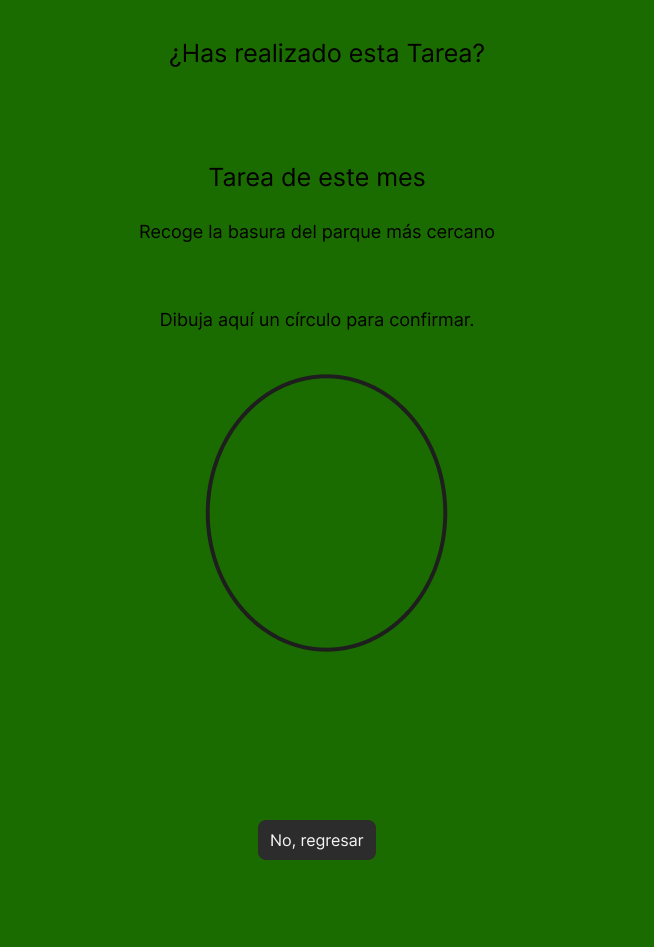 ¿Has realizado esta Tarea?
Tarea de este mes
Recoge la basura del parque más cercano
Dibuja aquí un círculo para confirmar.
No, regresar